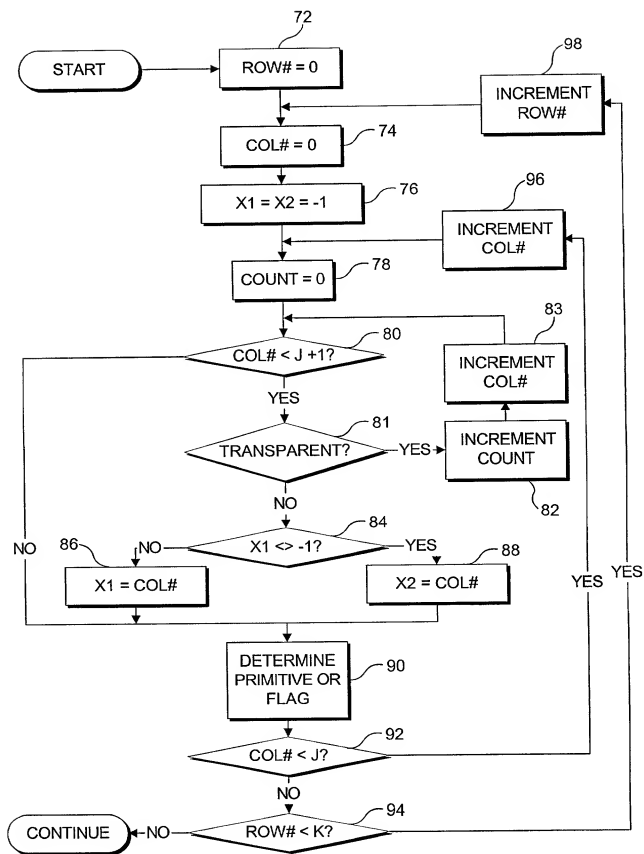 72
98
START
ROW# = 0
INCREMENT
ROW#
74
COL# = 0
76
96
X1 = X2 = -1
INCREMENT
COL#
78
COUNT = 0
80
83
COL# < J +1?
INCREMENT
COL#
YES
81
TRANSPARENT?
YES
INCREMENT
COUNT
NO
82
84
NO
86
NO
X1 <> -1?
YES
88
YES
YES
X1 = COL#
X2 = COL#
DETERMINE
PRIMITIVE OR
FLAG
90
92
COL# < J?
NO
94
CONTINUE
NO
ROW# < K?